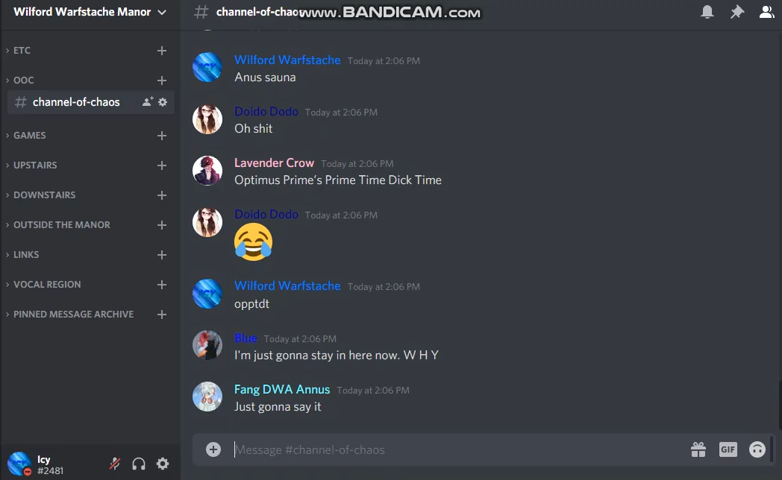 Wilford Warfstache Manor
# channel-of-chaos
www.BANDICAM.com
ETC
OOC
# channel-of-chaos
GAMES
UPSTAIRS
DOWNSTAIRS
OUTSIDE THE MANOR
LINKS
VOCAL REGION
PINNED MESSAGE ARCHIVE
Icy
#2481
Wilford Warfstache Today at 2:06 PM
Anus sauna
Doido Dodo Today at 2:06 PM
Oh shit
Lavender Crow Today at 2:06 PM
Optimus Prime's Prime Time Dick Time
Doido Dodo Today at 2:06 PM
Wilford Warfstache Today at 2:06 PM
opptdt
Blue Today at 2:06 PM
I'm just gonna stay in here now. W H Y
Fang DWA Annus Today at 2:06 PM
Just gonna say it
Message #channel-of-chaos
GIF